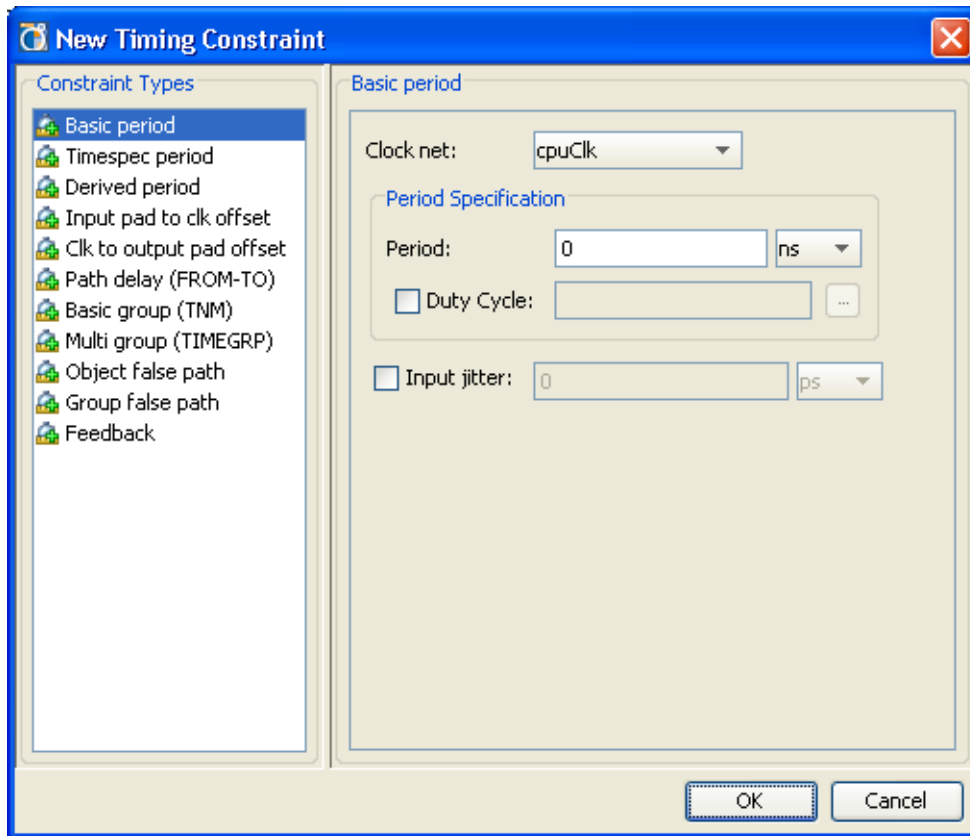 New Timing Constraint
Constraint Types
Basic period
Timespec period
Derived period
Input pad to clk offset
Clk to output pad offset
Path delay (FROM-TO)
Basic group (TNM)
Multi group (TIMEGRP)
Object false path
Group false path
Feedback
Basic period
Clock net: cpuClk
Period Specification
Period: 0 ns
Duty Cycle: ...
Input jitter: 0 ps
OK Cancel